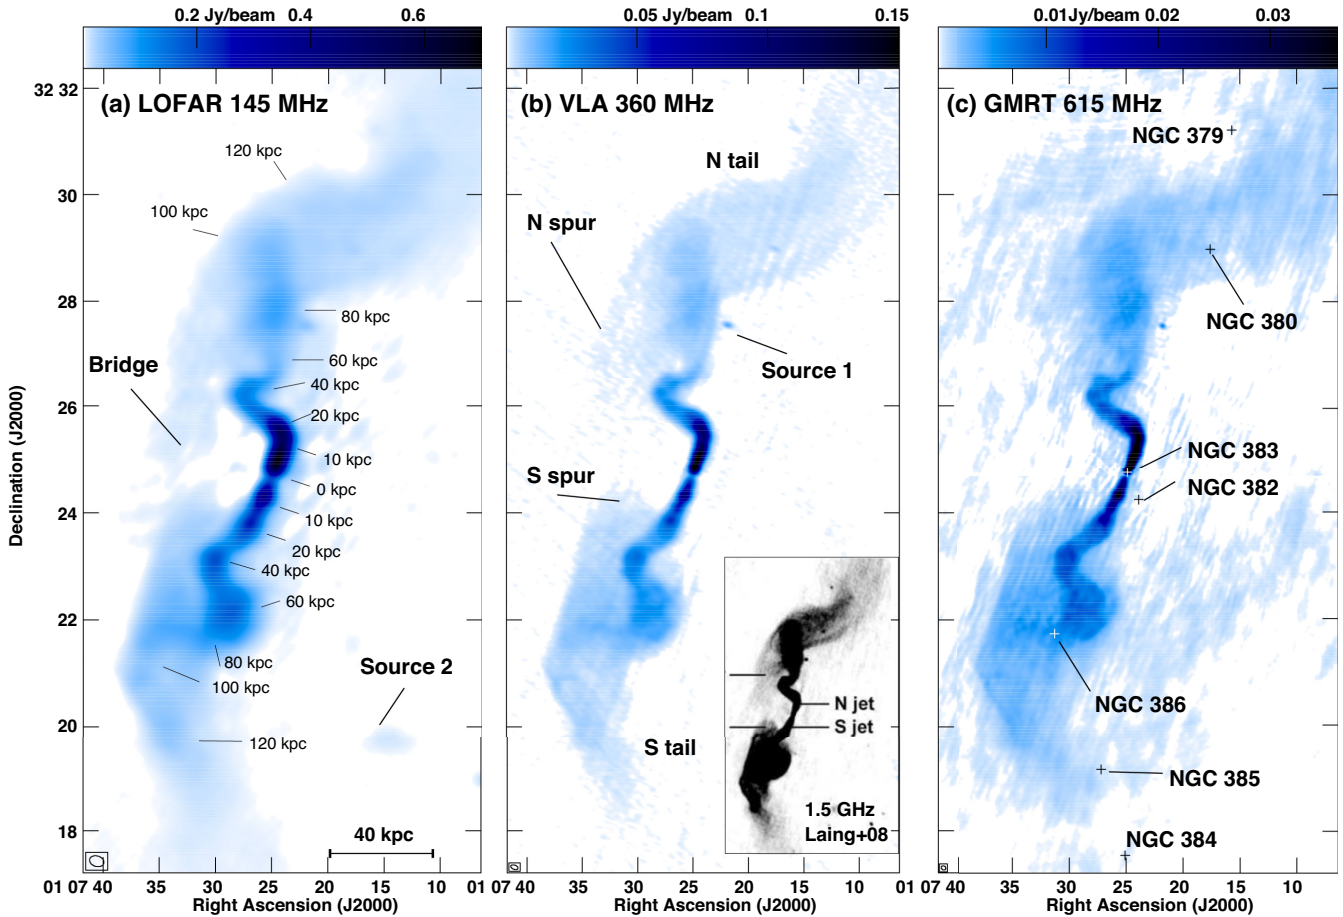 0.2 Jy/beam 0.4 0.6
0.05 Jy/beam 0.1 0.15
0.01Jy/beam 0.02 0.03
(a) LOFAR 145 MHz
(b) VLA 360 MHz
(c) GMRT 615 MHz
Declination (J2000)
32 32
30
28
26
24
22
20
18
120 kpc
100 kpc
80 kpc
60 kpc
40 kpc
20 kpc
10 kpc
0 kpc
10 kpc
20 kpc
40 kpc
60 kpc
80 kpc
100 kpc
120 kpc
Bridge
Source 2
40 kpc
01 07 40 35 30 25 20 15 10
Right Ascension (J2000)
N tail
N spur
Source 1
S spur
S tail
N jet
S jet
1.5 GHz
Laing+08
01 07 40 35 30 25 20 15 10
Right Ascension (J2000)
NGC 379
NGC 380
NGC 383
NGC 382
NGC 386
NGC 385
NGC 384
01 07 40 35 30 25 20 15 10
Right Ascension (J2000)